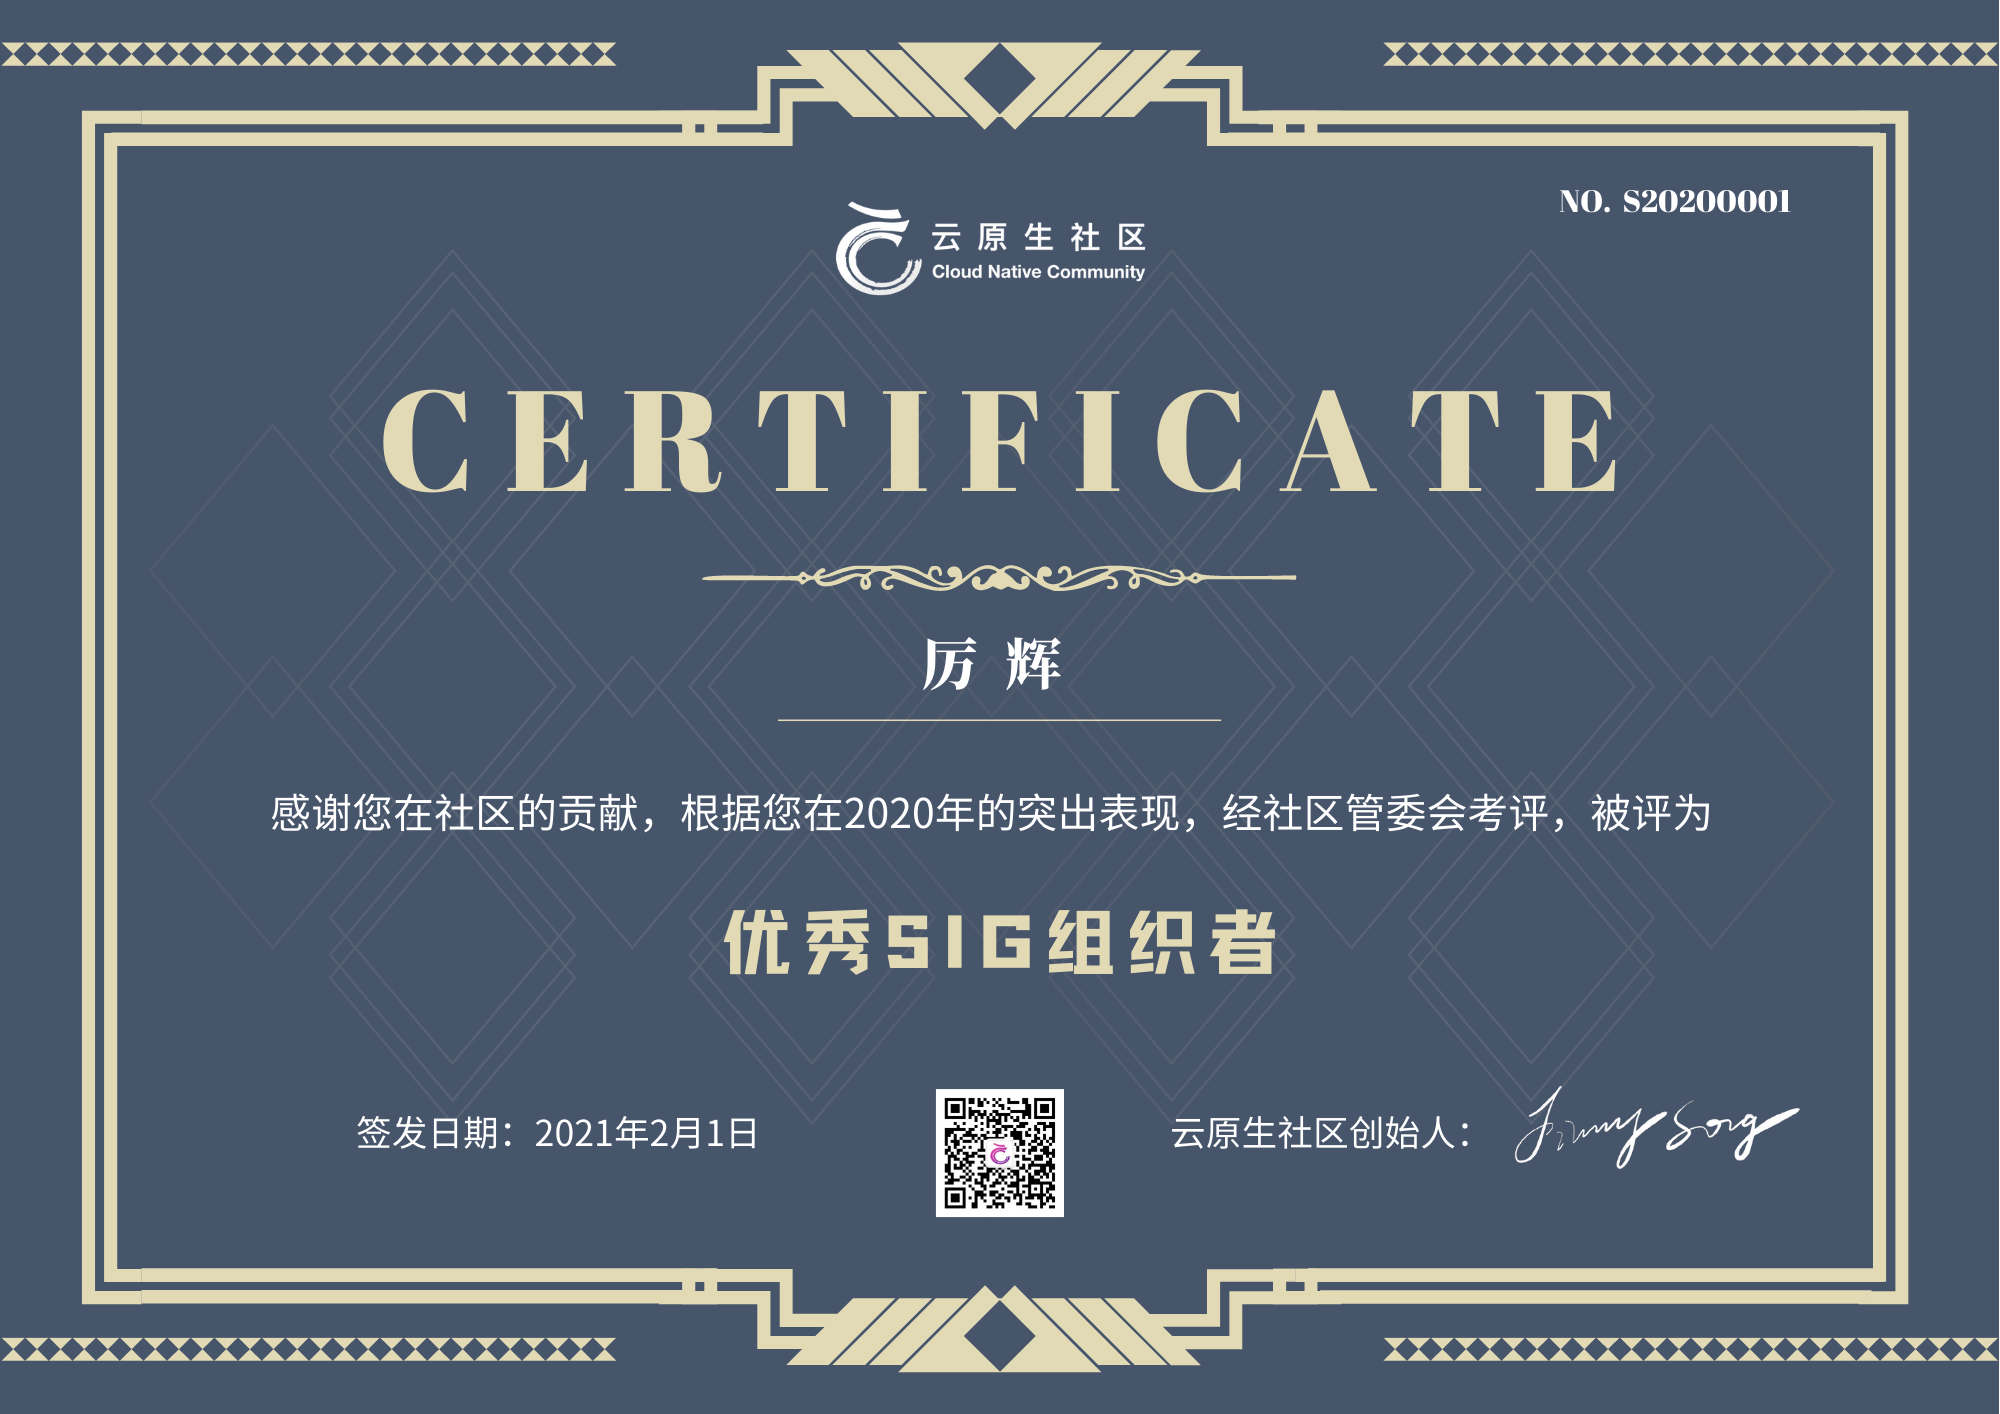 NO. S20200001
云原生社区
Cloud Native Community
CERTIFICATE
厉辉
感谢您在社区的贡献，根据您在2020年的突出表现，经社区管委会考评，被评为
优秀SIG组织者
签发日期：2021年2月1日
云原生社区创始人：
Jimmy Song